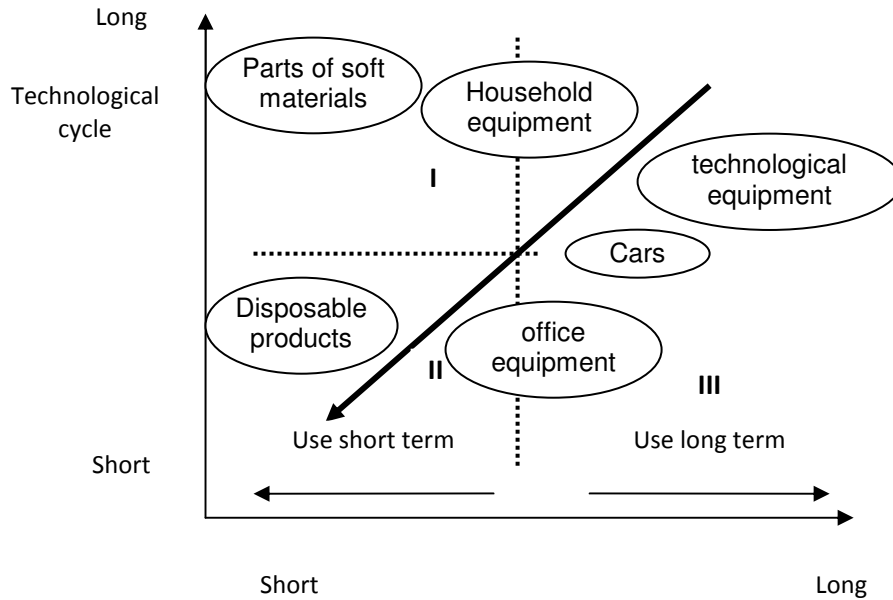 Long
Technological
cycle
Parts of soft
materials
Household
equipment
technological
equipment
I
Cars
Disposable
products
office
equipment
II
III
Use short term
Use long term
Short
Short
Long